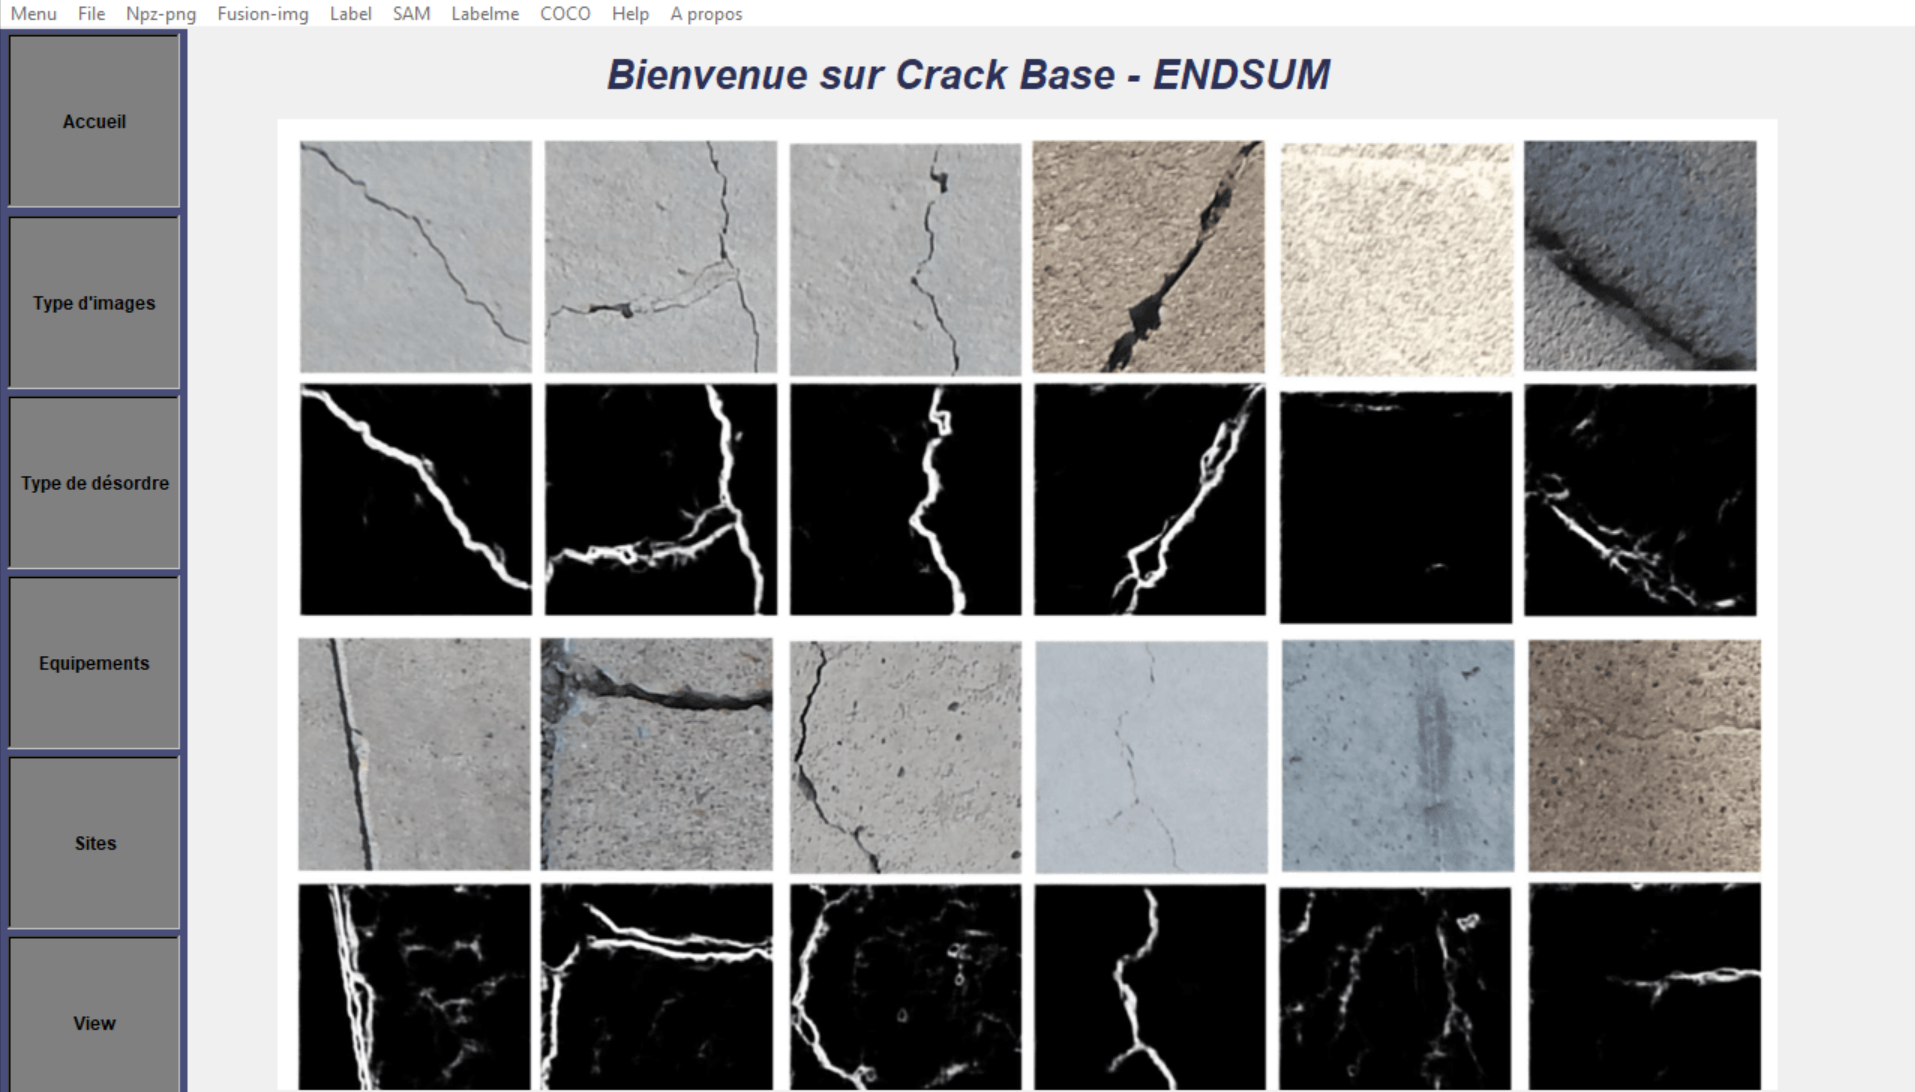 Menu File Npz-png Fusion-img Label SAM Labelme COCO Help A propos
Bienvenue sur Crack Base - ENDSUM
Accueil
Type d'images
Type de désordre
Equipements
Sites
View